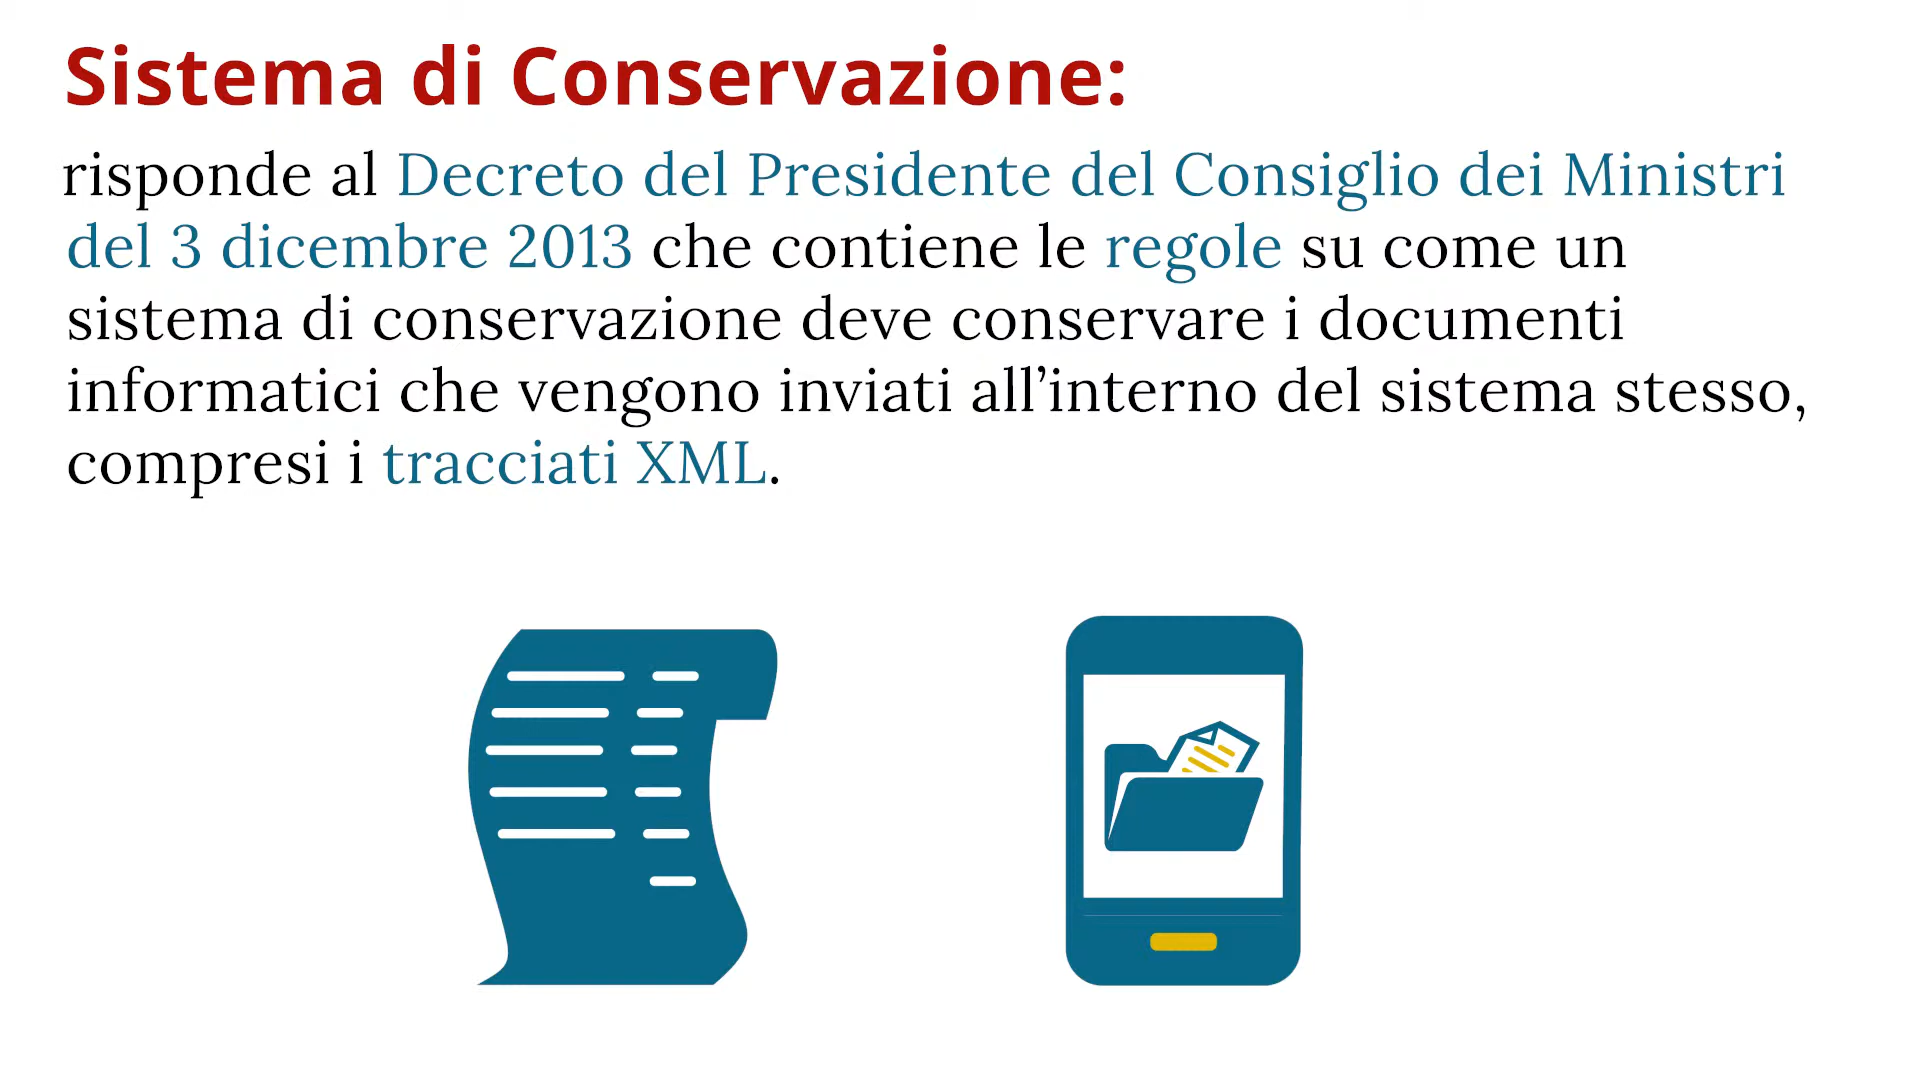 Sistema di Conservazione:
risponde al Decreto del Presidente del Consiglio dei Ministri
del 3 dicembre 2013 che contiene le regole su come un
sistema di conservazione deve conservare i documenti
informatici che vengono inviati all’interno del sistema stesso,
compresi i tracciati XML.